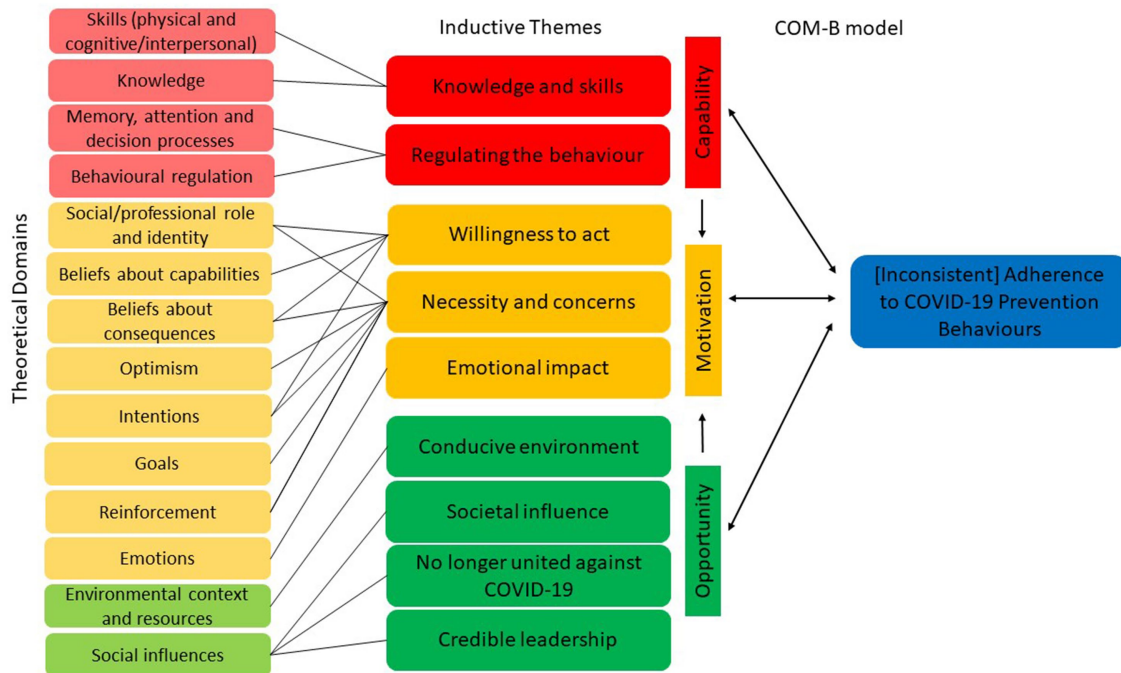 Inductive Themes
COM-B model
Theoretical Domains
Skills (physical and
cognitive/interpersonal)
Knowledge
Memory, attention and
decision processes
Behavioural regulation
Social/professional role
and identity
Beliefs about capabilities
Beliefs about
consequences
Optimism
Intentions
Goals
Reinforcement
Emotions
Environmental context
and resources
Social influences
Knowledge and skills
Regulating the behaviour
Willingness to act
Necessity and concerns
Emotional impact
Conducive environment
Societal influence
No longer united against
COVID-19
Credible leadership
Capability
Motivation
Opportunity
[Inconsistent] Adherence
to COVID-19 Prevention
Behaviours